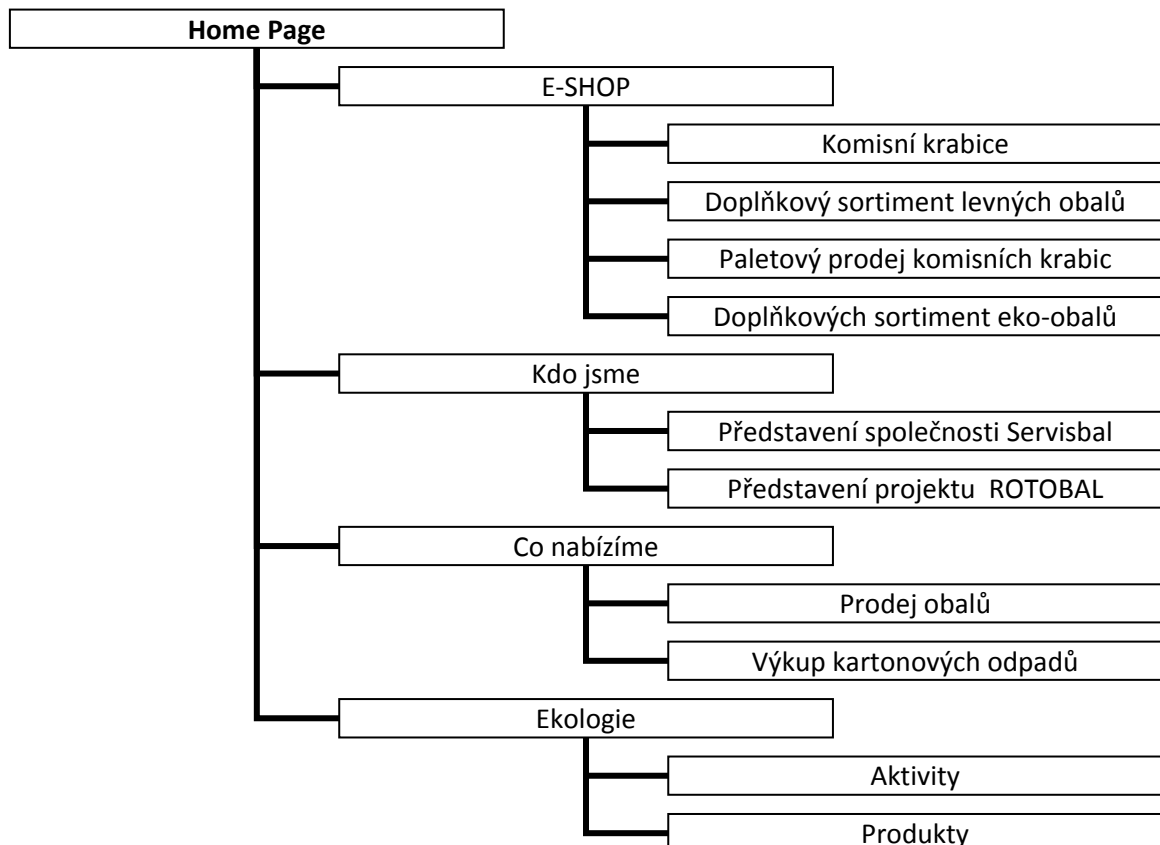 Home Page
E-SHOP
Komisní krabice
Doplňkový sortiment levných obalů
Paletový prodej komisních krabic
Doplňkových sortiment eko-obalů
Kdo jsme
Představení společnosti Servisbal
Představení projektu  ROTOBAL
Co nabízíme
Prodej obalů
Výkup kartonových odpadů
Ekologie
Aktivity
Produkty